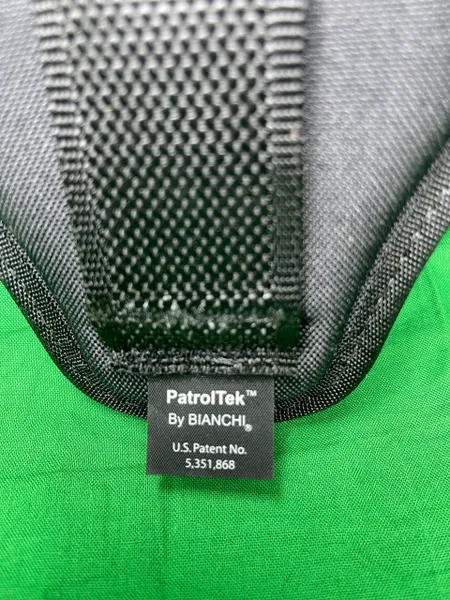 PatrolTek™
By BIANCHI®
U.S. Patent No.
5,351,868